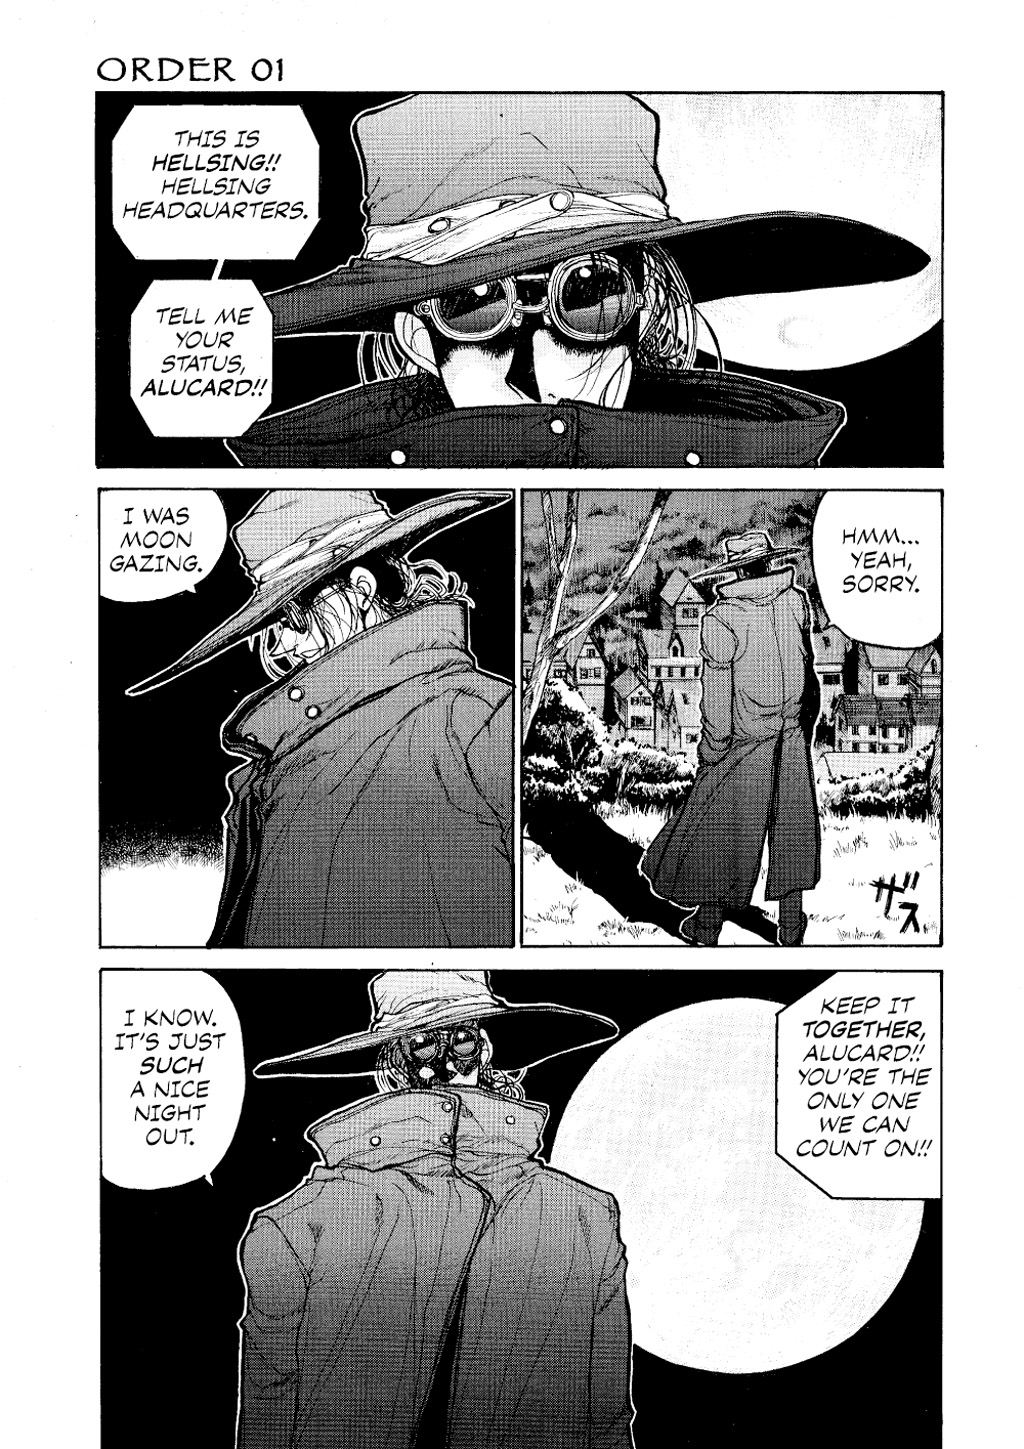 ORDER 01
THIS IS
HELLSING!!
HELLSING
HEADQUARTERS.
TELL ME
YOUR
STATUS,
ALUCARD!!
HMM...
YEAH,
SORRY.
ザス
I WAS
MOON
GAZING.
KEEP IT
TOGETHER,
ALUCARD!!
YOU'RE THE
ONLY ONE
WE CAN
COUNT ON!!
I KNOW.
IT'S JUST
SUCH
A NICE
NIGHT
OUT.